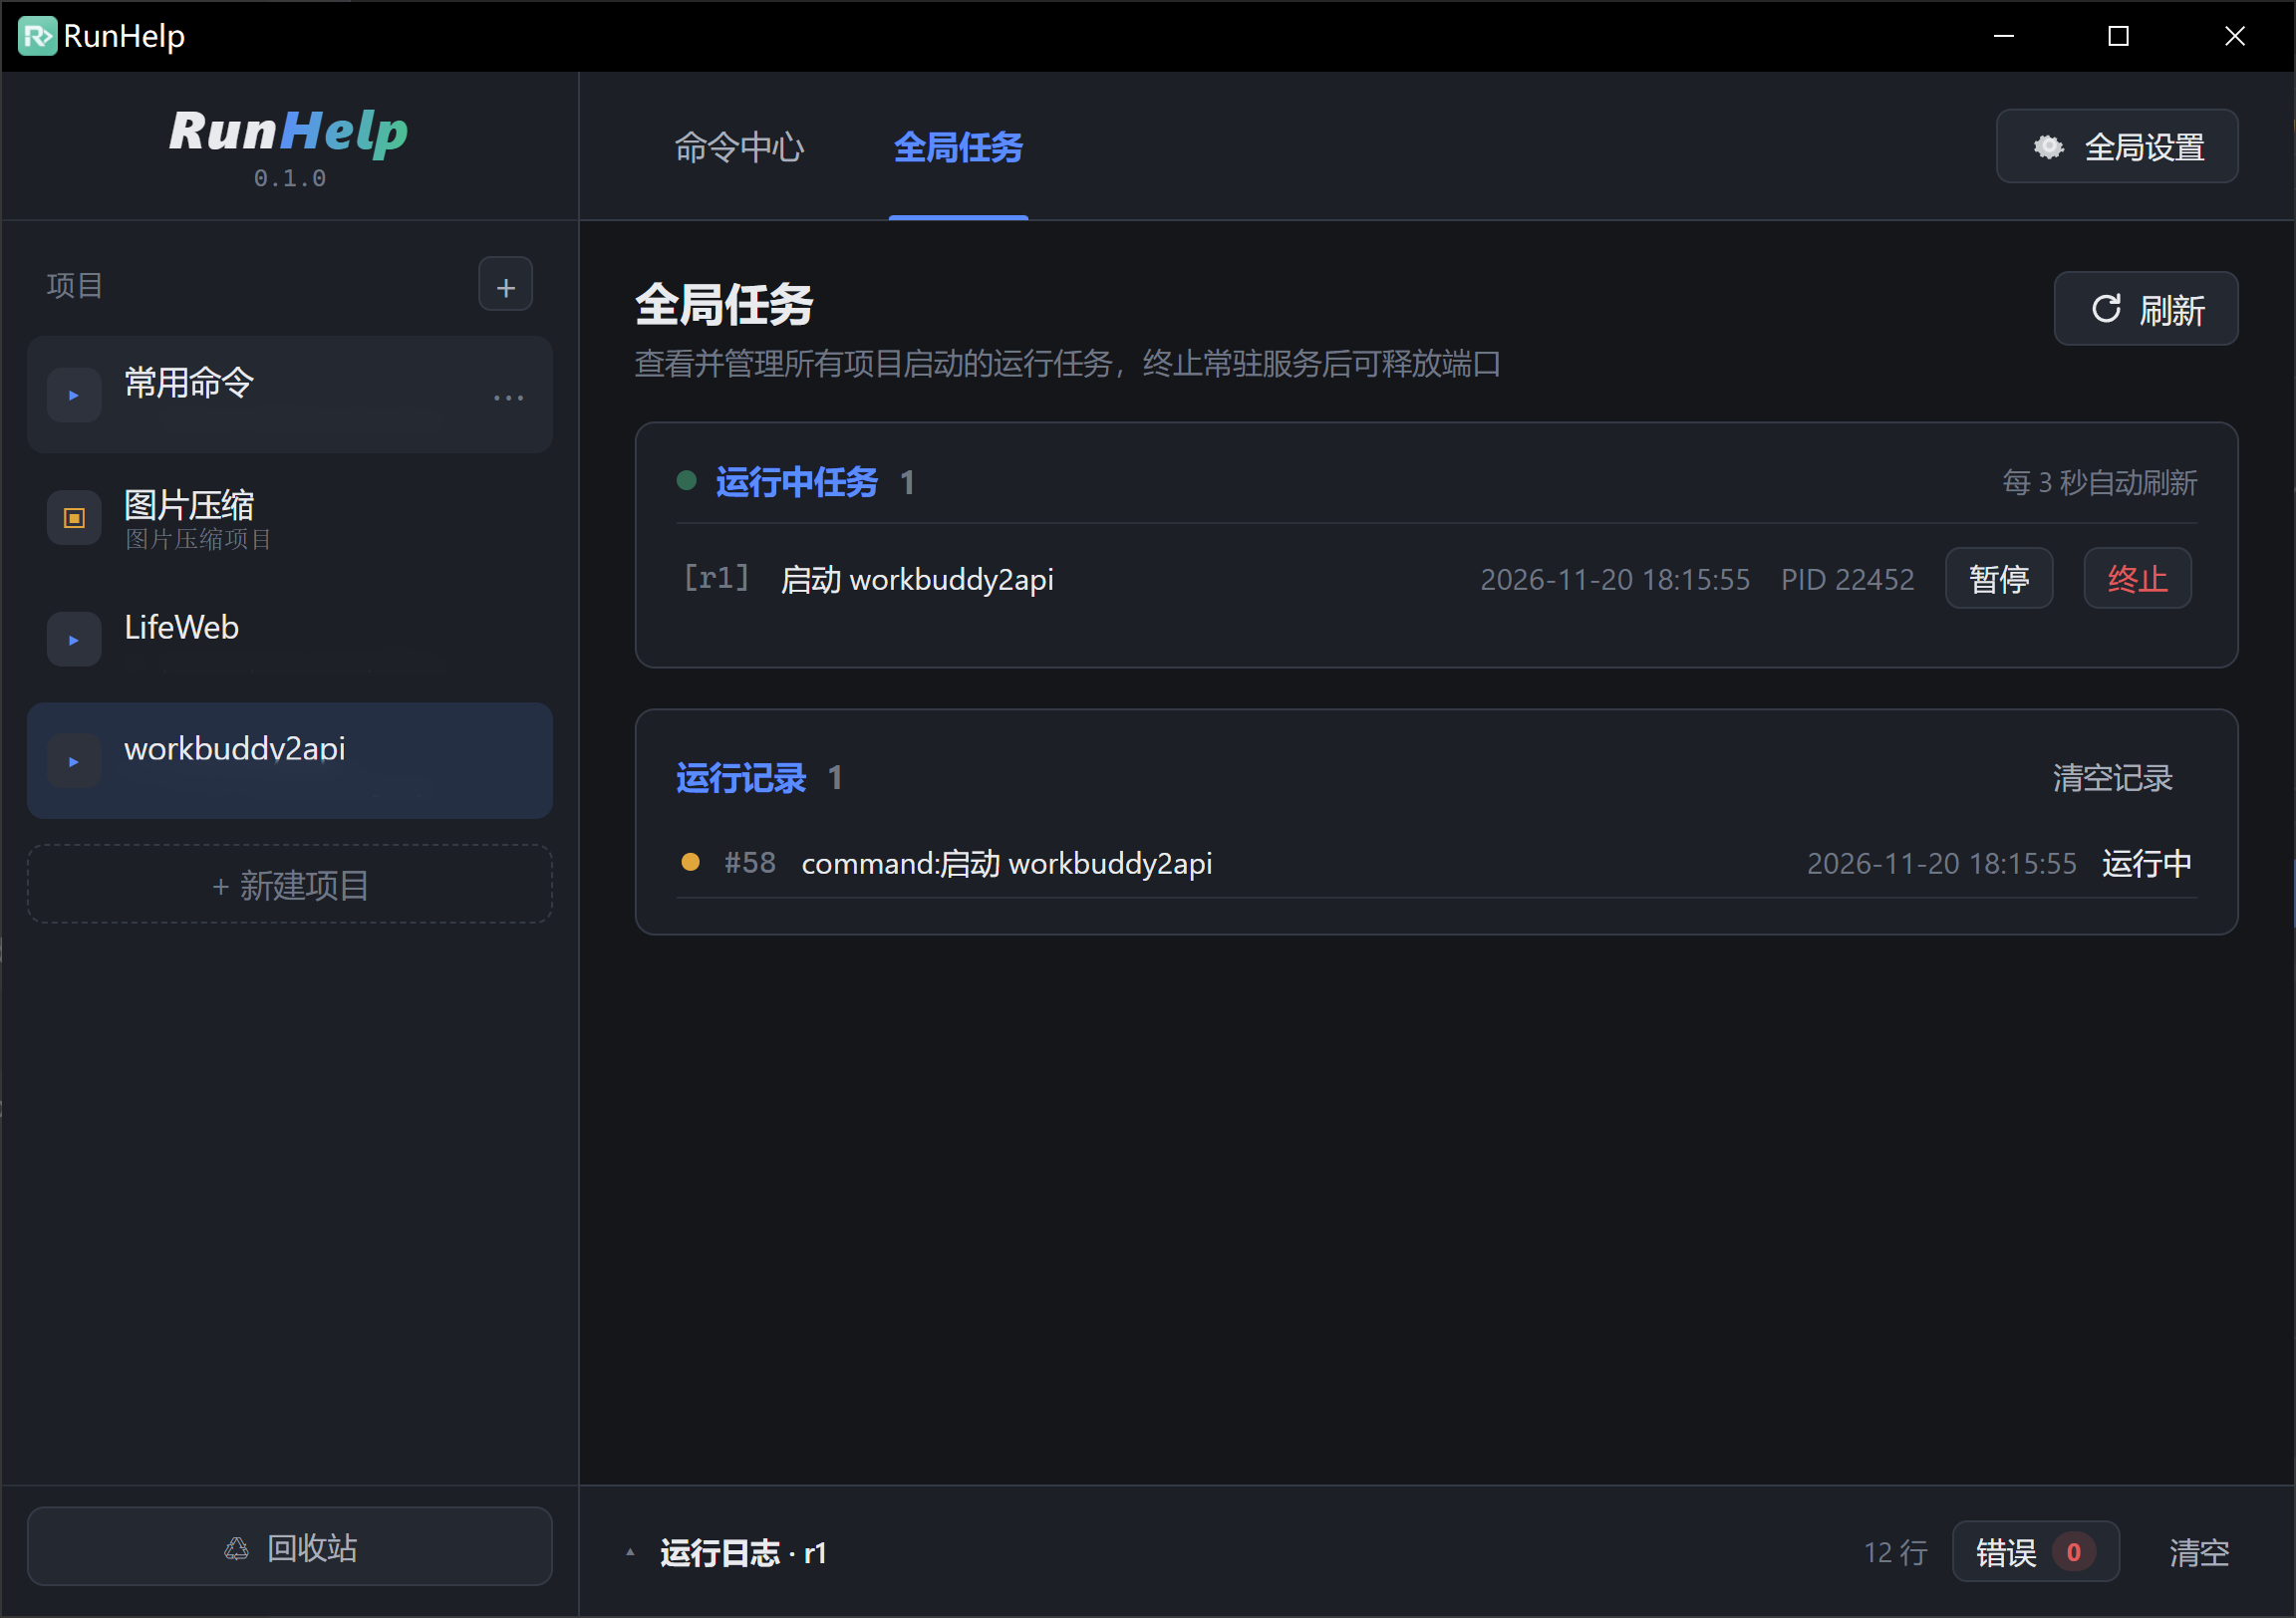 RunHelp
RunHelp
0.1.0
命令中心
全局任务
全局设置
项目
+
常用命令
...
图片压缩
图片压缩项目
LifeWeb
workbuddy2api
+ 新建项目
回收站
全局任务
刷新
查看并管理所有项目启动的运行任务，终止常驻服务后可释放端口
运行中任务 1
每 3 秒自动刷新
[r1] 启动 workbuddy2api 2026-11-20 18:15:55 PID 22452 暂停 终止
运行记录 1
清空记录
#58 command:启动 workbuddy2api 2026-11-20 18:15:55 运行中
运行日志 · r1
12 行 错误 0 清空